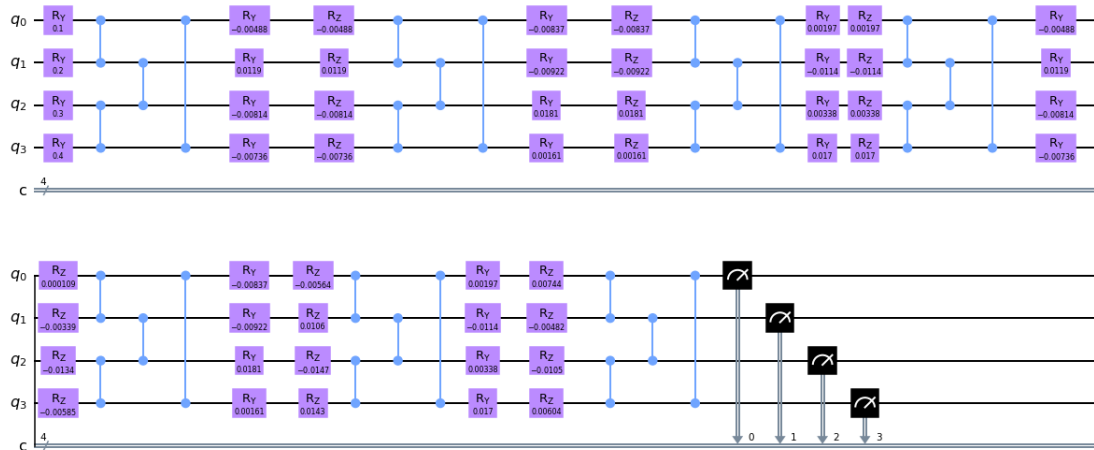 q0 RY 0.1 RY −0.00488 RZ −0.00488 RY −0.00837 RZ −0.00837 RY 0.00197 RZ 0.00197 RY −0.00488
q1 RY 0.2 RY 0.0119 RZ 0.0119 RY −0.00922 RZ −0.00922 RY −0.0114 RZ −0.0114 RY 0.0119
q2 RY 0.3 RY −0.00814 RZ −0.00814 RY 0.0181 RZ 0.0181 RY 0.00338 RZ 0.00338 RY −0.00814
q3 RY 0.4 RY −0.00736 RZ −0.00736 RY 0.00161 RZ 0.00161 RY 0.017 RZ 0.017 RY −0.00736
c 4
q0 RZ 0.000109 RY −0.00837 RZ −0.00564 RY 0.00197 RZ 0.00744
q1 RZ −0.00339 RY −0.00922 RZ 0.0106 RY −0.0114 RZ −0.00482
q2 RZ −0.0134 RY 0.0181 RZ −0.0147 RY 0.00338 RZ −0.0105
q3 RZ −0.00585 RY 0.00161 RZ 0.0143 RY 0.017 RZ 0.00604
c 4 0 1 2 3